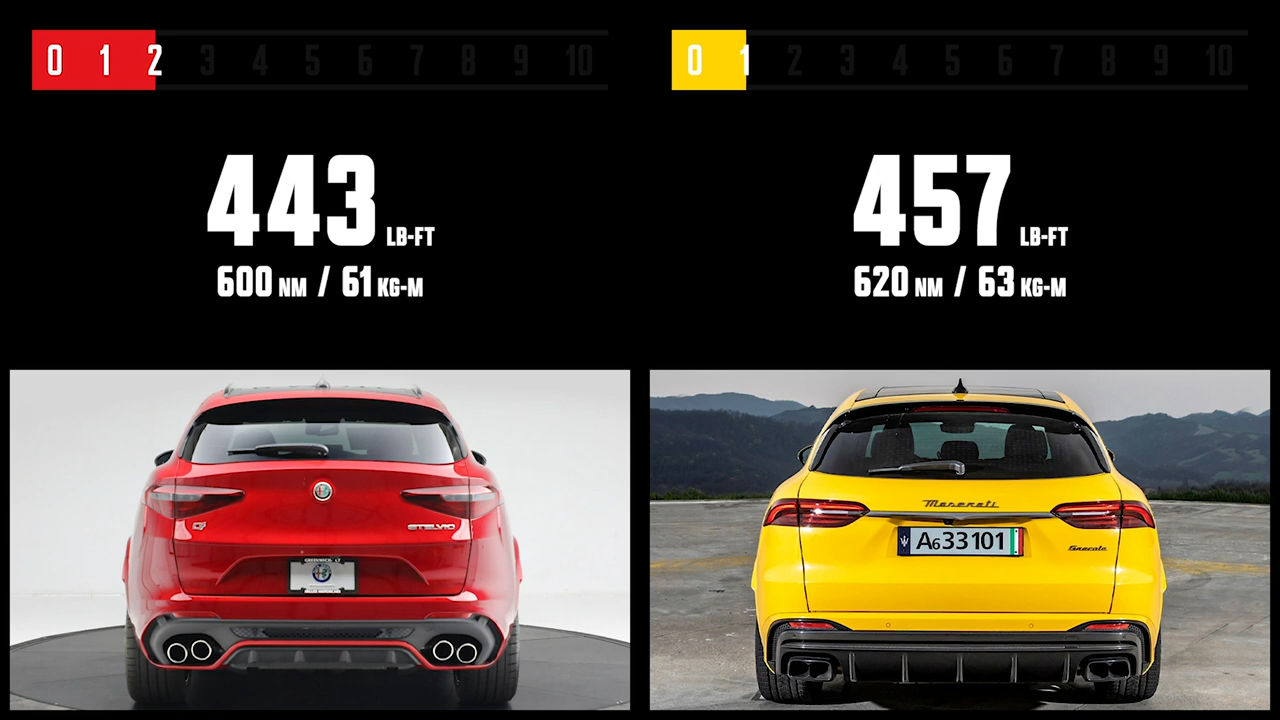 0 1 2 3 4 5 6 7 8 9 10
0 1 2 3 4 5 6 7 8 9 10
443 LB-FT
600 NM / 61 KG-M
457 LB-FT
620 NM / 63 KG-M
STELVIO
Maserati
A633101
Grecale